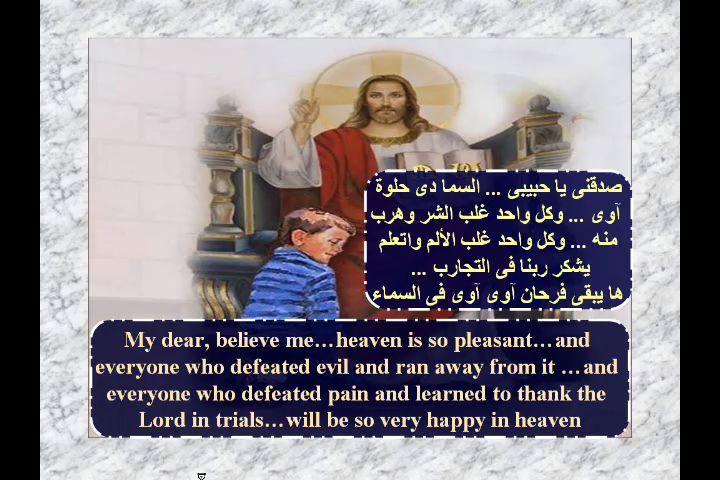 صدقنى يا حبيبى ... السما دى حلوة
آوى ... وكل واحد غلب الشر وهرب
منه ... وكل واحد غلب الألم واتعلم
يشكر ربنا فى التجارب ...
ها يبقى فرحان آوى آوى فى السماء
My dear, believe me…heaven is so pleasant…and
everyone who defeated evil and ran away from it …and
everyone who defeated pain and learned to thank the
Lord in trials…will be so very happy in heaven